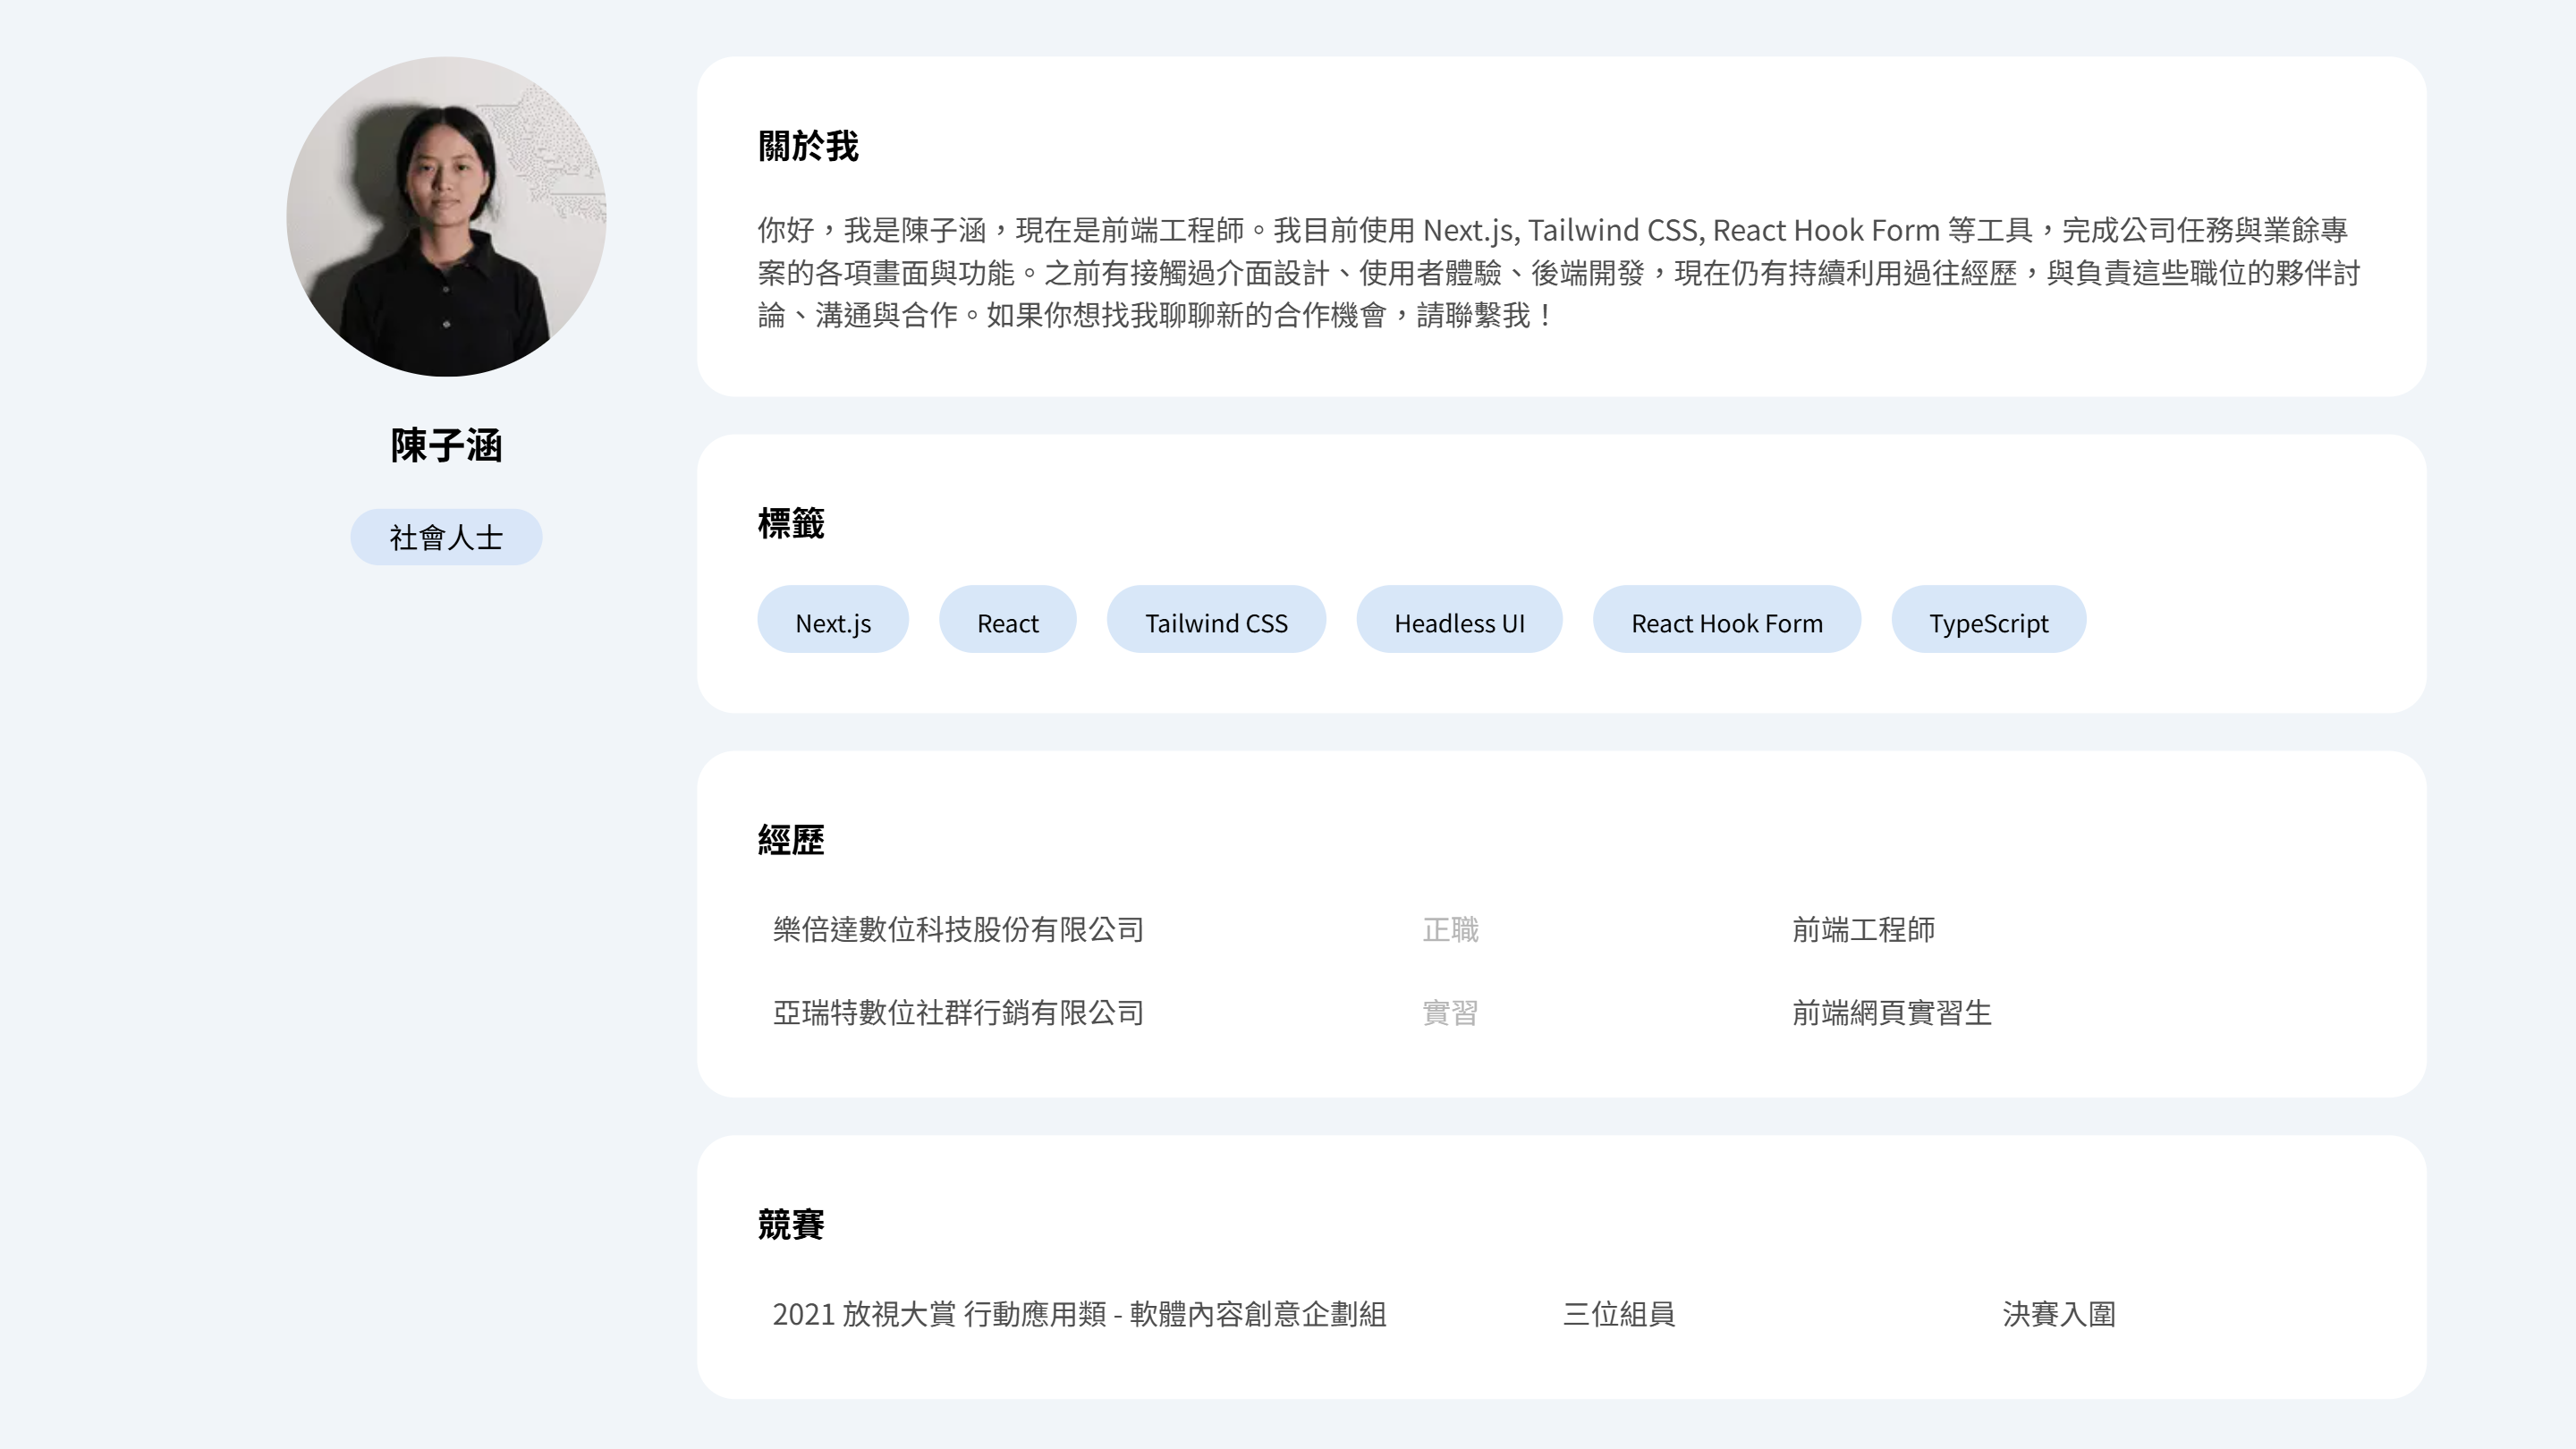 陳子涵
社會人士
關於我
你好，我是陳子涵，現在是前端工程師。我目前使用 Next.js, Tailwind CSS, React Hook Form 等工具，完成公司任務與業餘專
案的各項畫面與功能。之前有接觸過介面設計、使用者體驗、後端開發，現在仍有持續利用過往經歷，與負責這些職位的夥伴討
論、溝通與合作。如果你想找我聊聊新的合作機會，請聯繫我！
標籤
Next.js React Tailwind CSS Headless UI React Hook Form TypeScript
經歷
樂倍達數位科技股份有限公司 正職 前端工程師
亞瑞特數位社群行銷有限公司 實習 前端網頁實習生
競賽
2021 放視大賞 行動應用類 - 軟體內容創意企劃組 三位組員 決賽入圍